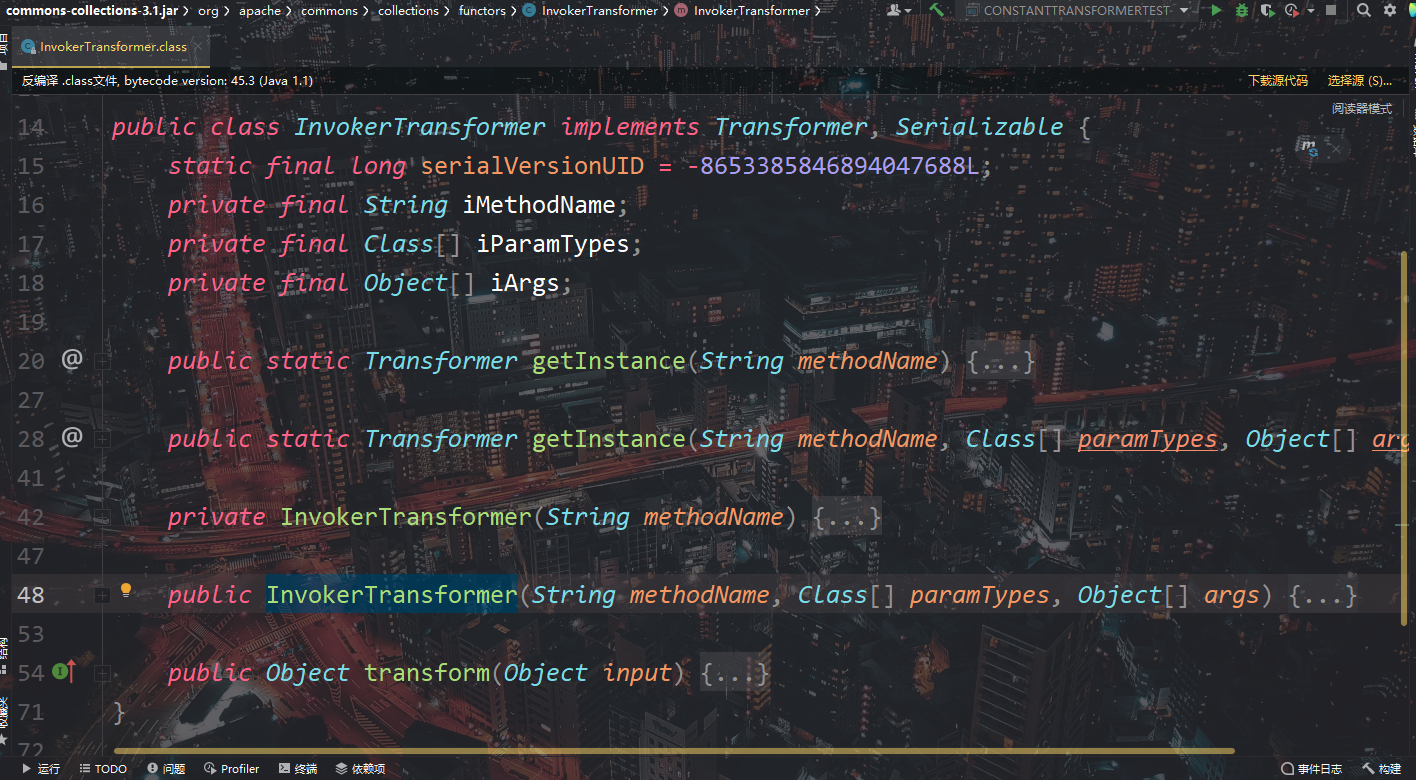 commons-collections-3.1.jar org apache commons collections functors InvokerTransformer InvokerTransformer CONSTANTTRANSFORMERTEST
InvokerTransformer.class
反编译 .class文件, bytecode version: 45.3 (Java 1.1) 下载源代码 选择源 (S)...
阅读器模式
14 public class InvokerTransformer implements Transformer, Serializable {
15 static final long serialVersionUID = -8653385846894047688L;
16 private final String iMethodName;
17 private final Class[] iParamTypes;
18 private final Object[] iArgs;
19
20 @ public static Transformer getInstance(String methodName) {...}
27
28 @ public static Transformer getInstance(String methodName, Class[] paramTypes, Object[] arg
41
42 private InvokerTransformer(String methodName) {...}
47
48 public InvokerTransformer(String methodName, Class[] paramTypes, Object[] args) {...}
53
54 public Object transform(Object input) {...}
71 }
72
运行 TODO 问题 Profiler 终端 依赖项 事件日志 构建